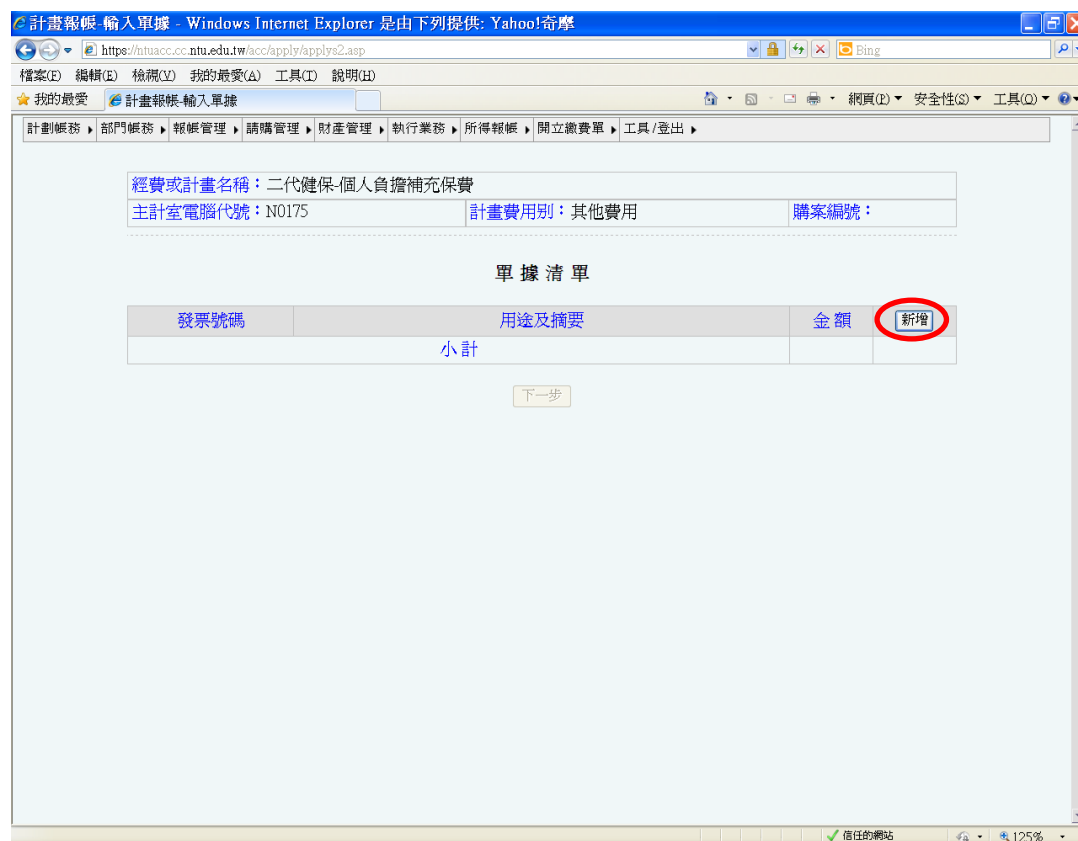 計畫報帳-輸入單據 - Windows Internet Explorer 是由下列提供: Yahoo!奇摩
https://ntuacc.cc.ntu.edu.tw/acc/apply/applys2.asp Bing
檔案(F) 編輯(E) 檢視(V) 我的最愛(A) 工具(T) 說明(H)
我的最愛 計畫報帳-輸入單據 網頁(P) 安全性(S) 工具(O)
計劃帳務 部門帳務 報帳管理 請購管理 財產管理 執行業務 所得報帳 開立繳費單 工具/登出
經費或計畫名稱：二代健保-個人負擔補充保費
主計室電腦代號：N0175 計畫費用別：其他費用 購案編號：
單 據 清 單
發票號碼 用途及摘要 金 額 新增
小 計
下一步
信任的網站 125%